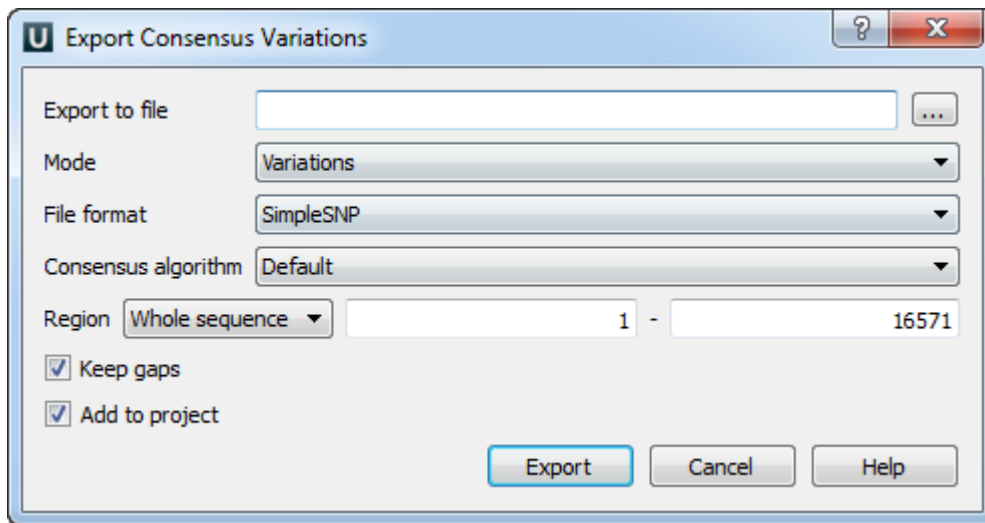 U Export Consensus Variations ? X
Export to file ...
Mode Variations
File format SimpleSNP
Consensus algorithm Default
Region Whole sequence 1 - 16571
Keep gaps
Add to project
Export Cancel Help